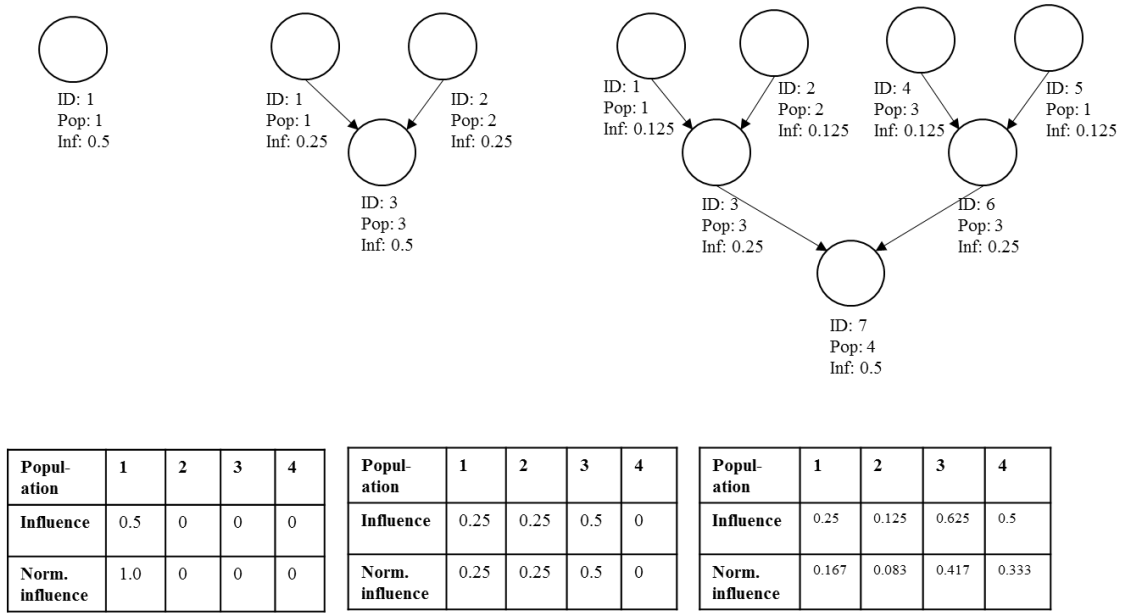 ID: 1
Pop: 1
Inf: 0.5
ID: 1
Pop: 1
Inf: 0.25
ID: 2
Pop: 2
Inf: 0.25
ID: 3
Pop: 3
Inf: 0.5
ID: 1
Pop: 1
Inf: 0.125
ID: 2
Pop: 2
Inf: 0.125
ID: 4
Pop: 3
Inf: 0.125
ID: 5
Pop: 1
Inf: 0.125
ID: 3
Pop: 3
Inf: 0.25
ID: 6
Pop: 3
Inf: 0.25
ID: 7
Pop: 4
Inf: 0.5
Popul-
ation 1 2 3 4
Influence 0.5 0 0 0
Norm. 1.0 0 0 0
influence
Popul-
ation 1 2 3 4
Influence 0.25 0.25 0.5 0
Norm. 0.25 0.25 0.5 0
influence
Popul-
ation 1 2 3 4
Influence 0.25 0.125 0.625 0.5
Norm. 0.167 0.083 0.417 0.333
influence